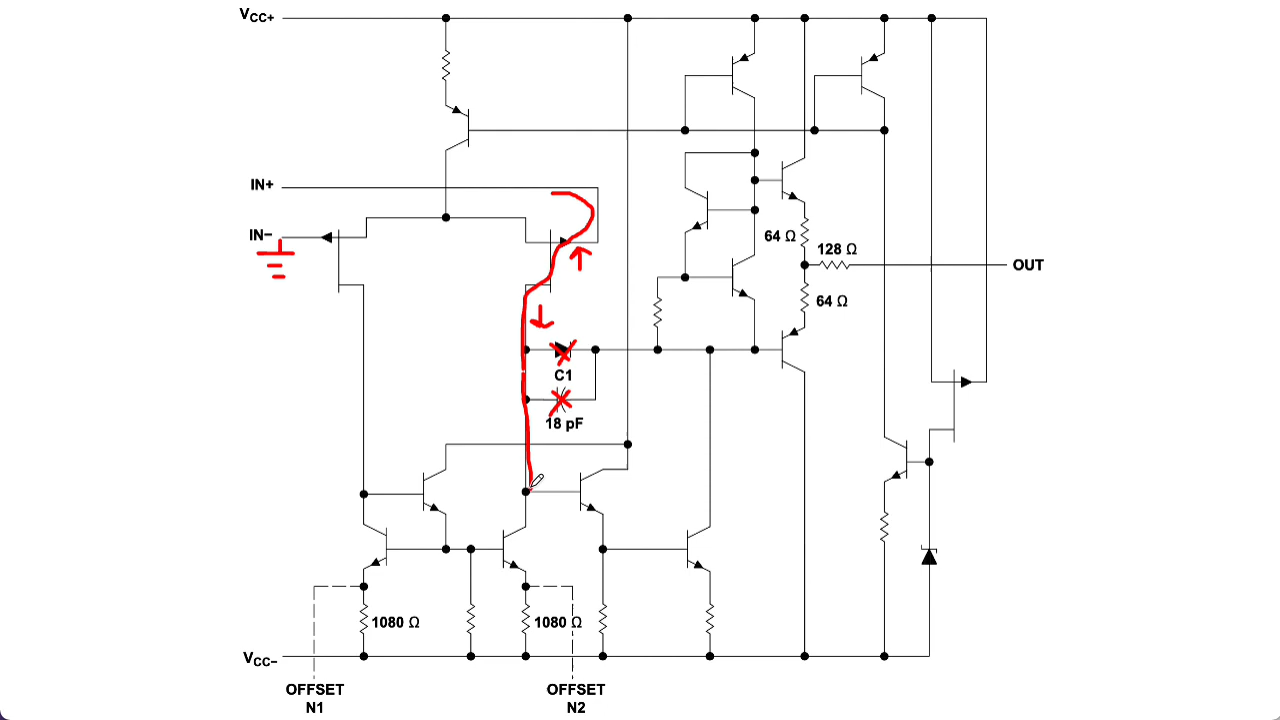 VCC+
IN+
IN−
64 Ω
128 Ω
OUT
64 Ω
C1
18 pF
1080 Ω
1080 Ω
VCC−
OFFSET
N1
OFFSET
N2